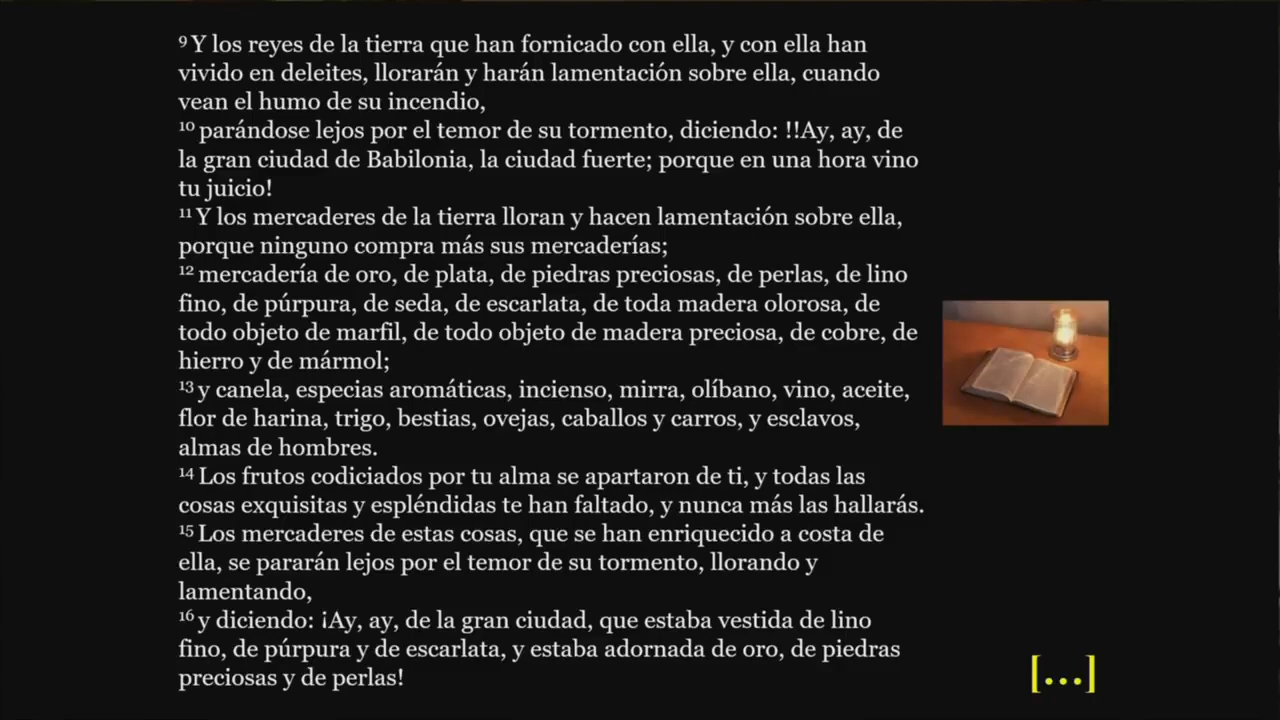 ⁹ Y los reyes de la tierra que han fornicado con ella, y con ella han
vivido en deleites, llorarán y harán lamentación sobre ella, cuando
vean el humo de su incendio,
¹⁰ parándose lejos por el temor de su tormento, diciendo: !!Ay, ay, de
la gran ciudad de Babilonia, la ciudad fuerte; porque en una hora vino
tu juicio!
¹¹ Y los mercaderes de la tierra lloran y hacen lamentación sobre ella,
porque ninguno compra más sus mercaderías;
¹² mercadería de oro, de plata, de piedras preciosas, de perlas, de lino
fino, de púrpura, de seda, de escarlata, de toda madera olorosa, de
todo objeto de marfil, de todo objeto de madera preciosa, de cobre, de
hierro y de mármol;
¹³ y canela, especias aromáticas, incienso, mirra, olíbano, vino, aceite,
flor de harina, trigo, bestias, ovejas, caballos y carros, y esclavos,
almas de hombres.
¹⁴ Los frutos codiciados por tu alma se apartaron de ti, y todas las
cosas exquisitas y espléndidas te han faltado, y nunca más las hallarás.
¹⁵ Los mercaderes de estas cosas, que se han enriquecido a costa de
ella, se pararán lejos por el temor de su tormento, llorando y
lamentando,
¹⁶ y diciendo: ¡Ay, ay, de la gran ciudad, que estaba vestida de lino
fino, de púrpura y de escarlata, y estaba adornada de oro, de piedras
preciosas y de perlas!
[...]